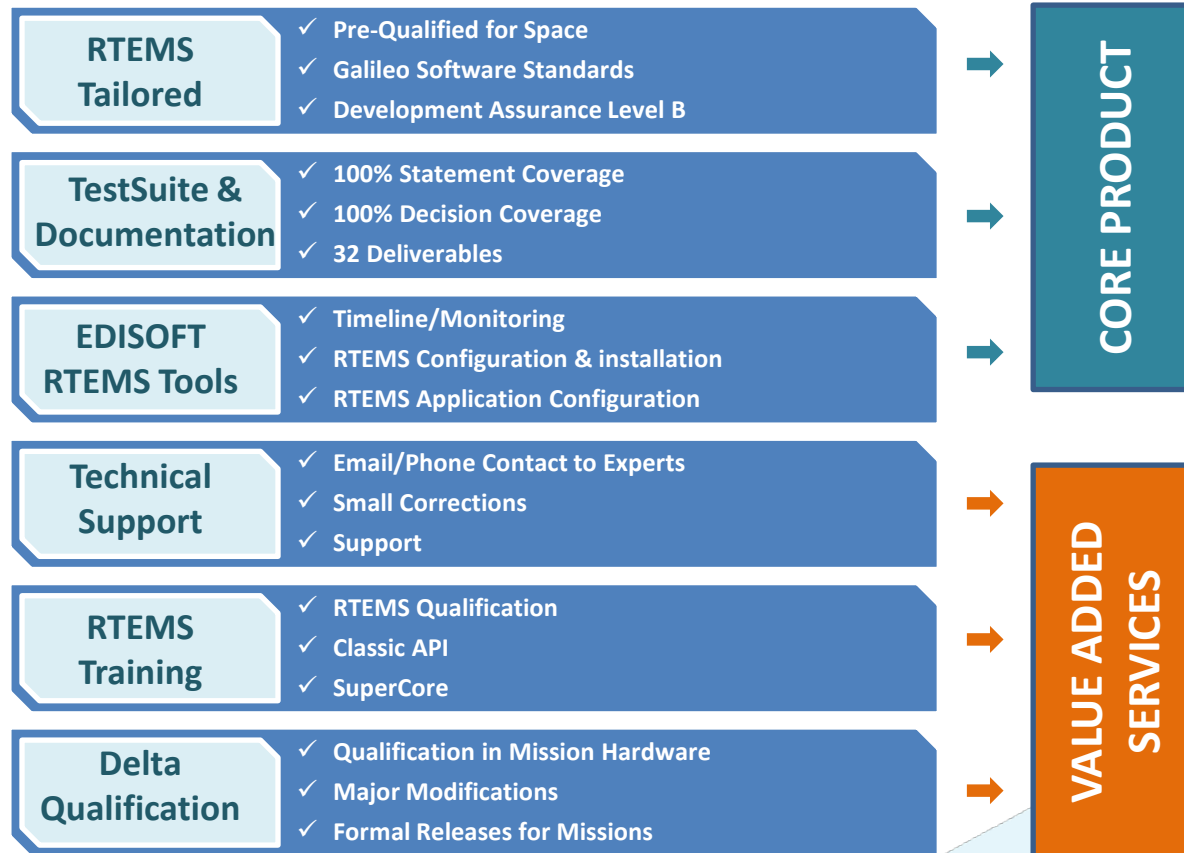 RTEMS
Tailored
✓ Pre-Qualified for Space
✓ Galileo Software Standards
✓ Development Assurance Level B
TestSuite &
Documentation
✓ 100% Statement Coverage
✓ 100% Decision Coverage
✓ 32 Deliverables
EDISOFT
RTEMS Tools
✓ Timeline/Monitoring
✓ RTEMS Configuration & installation
✓ RTEMS Application Configuration
CORE PRODUCT
Technical
Support
✓ Email/Phone Contact to Experts
✓ Small Corrections
✓ Support
RTEMS
Training
✓ RTEMS Qualification
✓ Classic API
✓ SuperCore
Delta
Qualification
✓ Qualification in Mission Hardware
✓ Major Modifications
✓ Formal Releases for Missions
VALUE ADDED
SERVICES